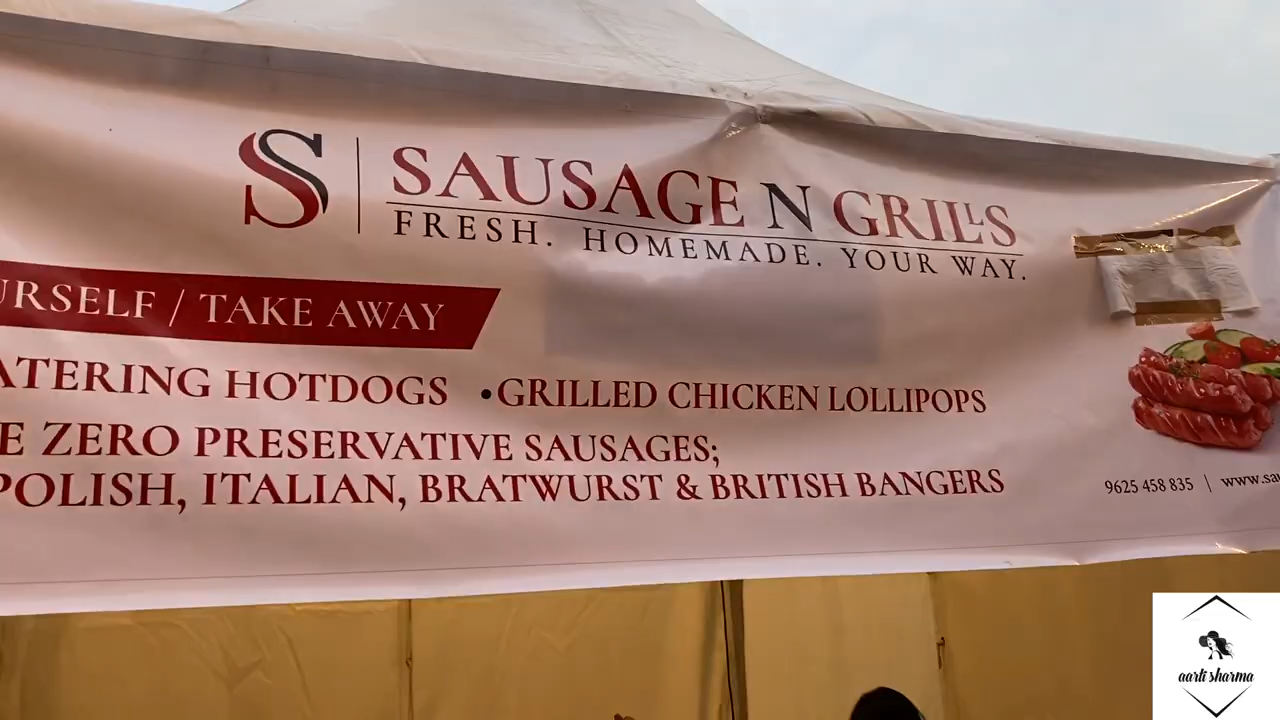 S | SAUSAGE N GRILLS
FRESH. HOMEMADE. YOUR WAY.
URSELF / TAKE AWAY
ATERING HOTDOGS •GRILLED CHICKEN LOLLIPOPS
E ZERO PRESERVATIVE SAUSAGES;
POLISH, ITALIAN, BRATWURST & BRITISH BANGERS
9625 458 835 | www.sau
aarti sharma